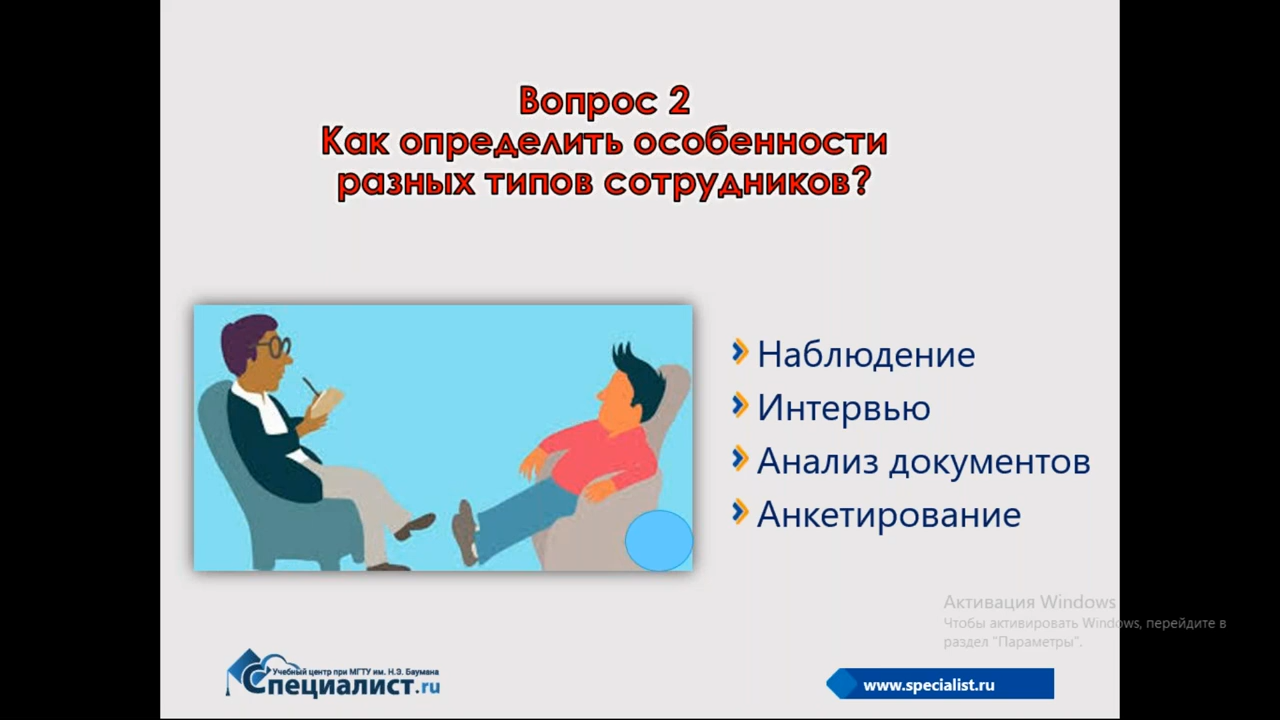 Вопрос 2
Как определить особенности
разных типов сотрудников?
Наблюдение
Интервью
Анализ документов
Анкетирование
Активация Windows
Чтобы активировать Windows, перейдите в
раздел "Параметры".
Учебный центр при МГТУ им. Н.Э. Баумана
Специалист.ru
www.specialist.ru